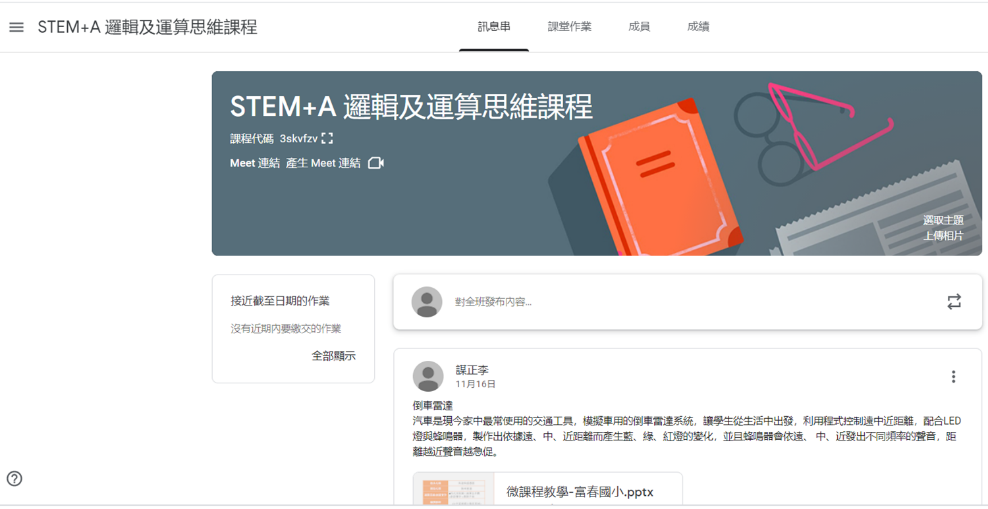 STEM+A 邏輯及運算思維課程
訊息串
課堂作業
成員
成績
STEM+A 邏輯及運算思維課程
課程代碼 3skvfzv
Meet 連結 產生 Meet 連結
選取主題
上傳相片
接近截至日期的作業
沒有近期內要繳交的作業
全部顯示
對全班發布內容...
謀正李
11月16日
倒車雷達
汽車是現今家中最常使用的交通工具，模擬車用的倒車雷達系統，讓學生從生活中出發，利用程式控制遠中近距離，配合LED
燈與蜂鳴器，製作出依據遠、中、近距離而產生藍、綠、紅燈的變化，並且蜂鳴器會依遠、中、近發出不同頻率的聲音，距
離越近聲音越急促。
微課程教學-富春國小.pptx